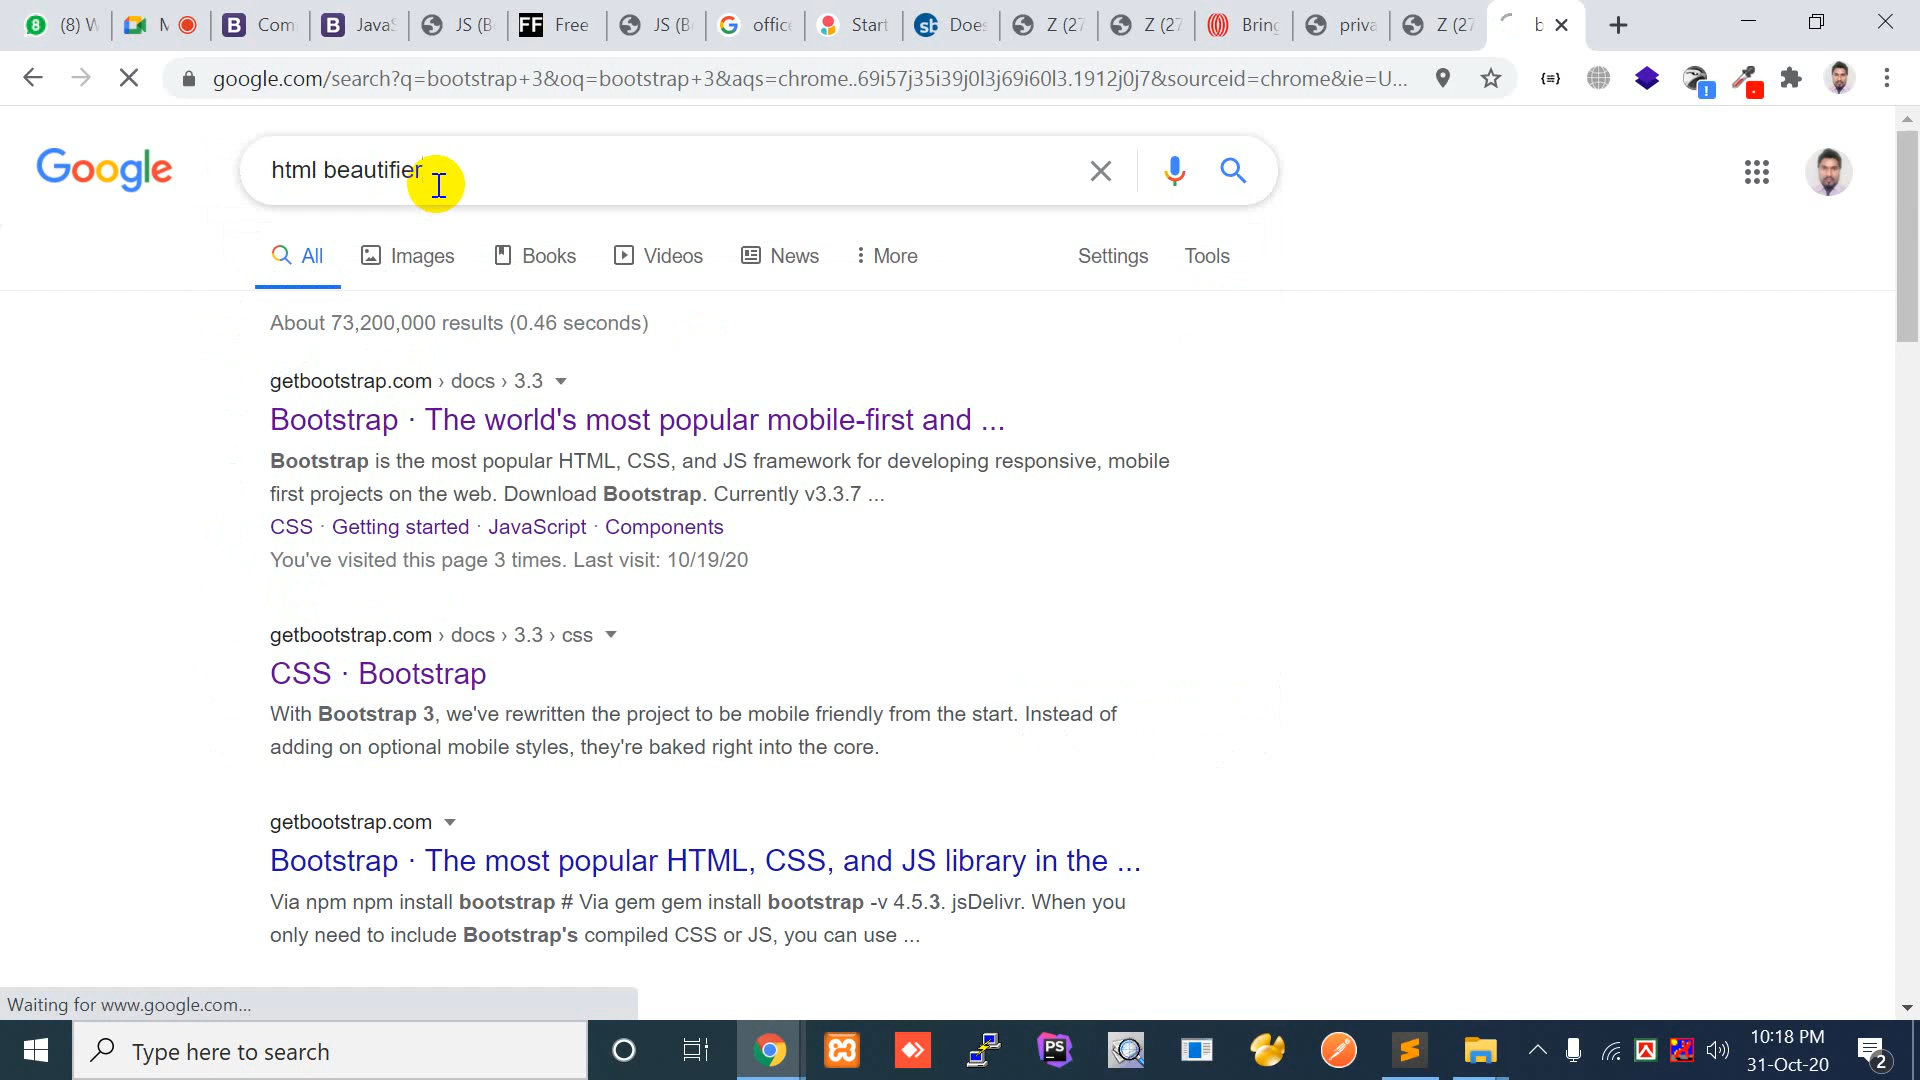 (8) W
M
Com
JavaS
JS (B
FF Free
JS (B
office
Start
sb Does
Z (27
Z (27
Bring
priva
Z (27
b
google.com/search?q=bootstrap+3&oq=bootstrap+3&aqs=chrome..69i57j35i39j0l3j69i60l3.1912j0j7&sourceid=chrome&ie=U...
Google
html beautifier
All
Images
Books
Videos
News
More
Settings
Tools
About 73,200,000 results (0.46 seconds)
getbootstrap.com › docs › 3.3
Bootstrap · The world's most popular mobile-first and ...
Bootstrap is the most popular HTML, CSS, and JS framework for developing responsive, mobile
first projects on the web. Download Bootstrap. Currently v3.3.7 ...
CSS · Getting started · JavaScript · Components
You've visited this page 3 times. Last visit: 10/19/20
getbootstrap.com › docs › 3.3 › css
CSS · Bootstrap
With Bootstrap 3, we've rewritten the project to be mobile friendly from the start. Instead of
adding on optional mobile styles, they're baked right into the core.
getbootstrap.com
Bootstrap · The most popular HTML, CSS, and JS library in the ...
Via npm npm install bootstrap # Via gem gem install bootstrap -v 4.5.3. jsDelivr. When you
only need to include Bootstrap's compiled CSS or JS, you can use ...
Waiting for www.google.com...
Type here to search
PS
10:18 PM
31-Oct-20
2